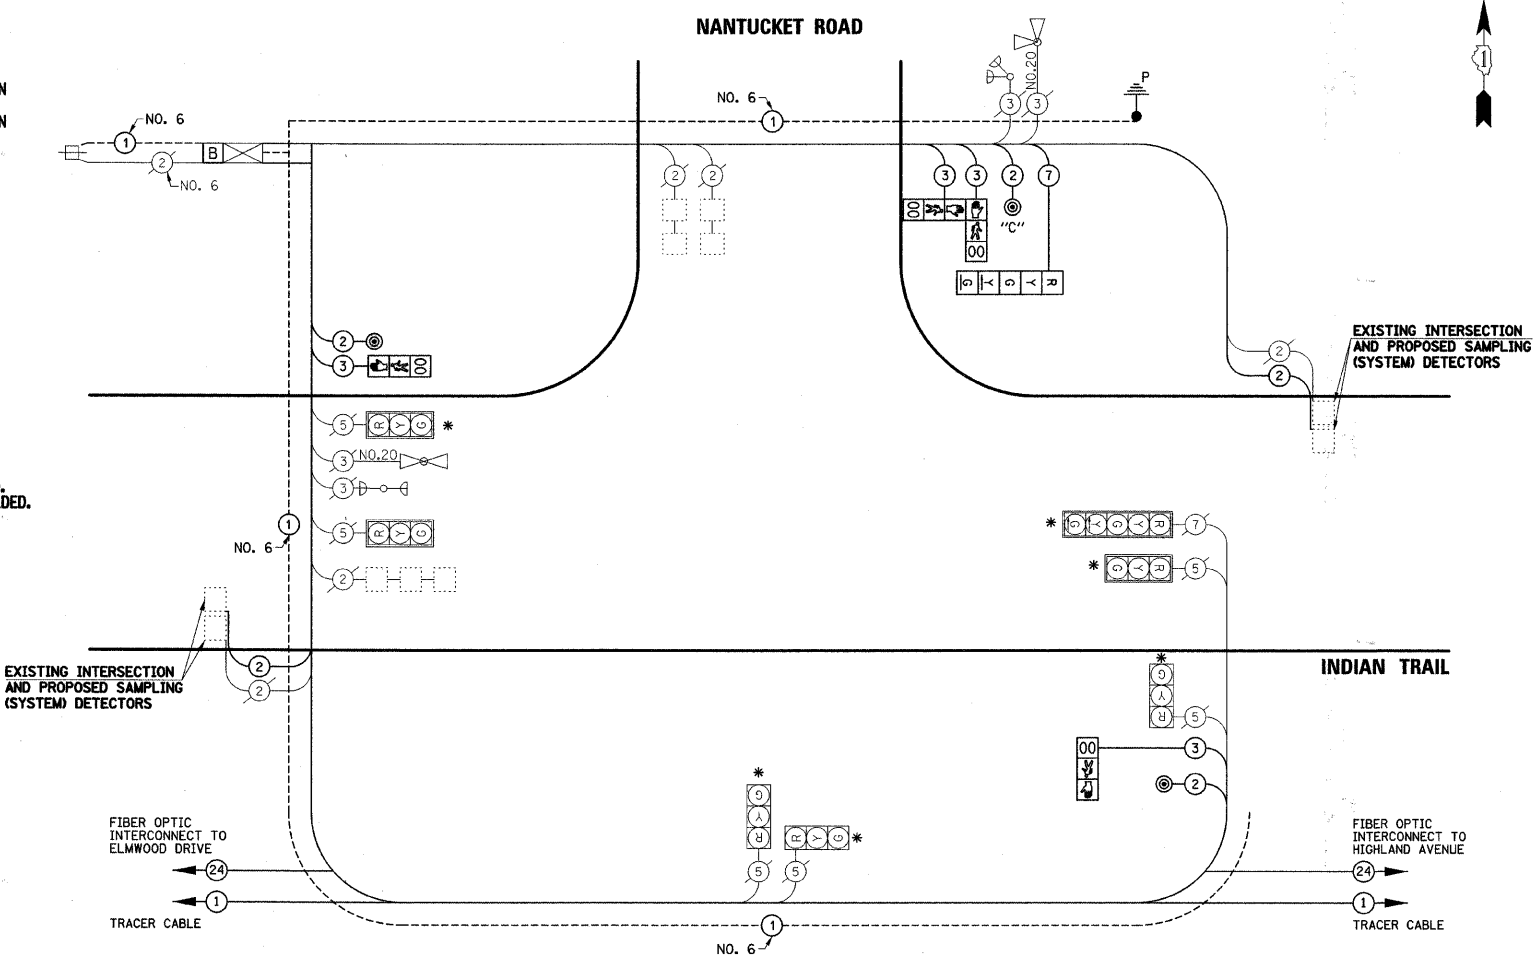 NANTUCKET ROAD
N
N
1
P
NO. 6
1
NO. 6
1
B
2
NO. 6
NO.20
3
3
2
2
3
3
2
7
00
"C"
00
G Y G Y R
2
3
00
2
2
EXISTING INTERSECTION
AND PROPOSED SAMPLING
(SYSTEM) DETECTORS
5
R Y G
*
3
NO.20
3
DED.
1
NO. 6
5
R Y G
2
*
G Y G Y R
7
*
G Y R
5
2
2
EXISTING INTERSECTION
AND PROPOSED SAMPLING
(SYSTEM) DETECTORS
INDIAN TRAIL
*
G
Y
R
5
00
3
2
*
G
Y
R
R Y G
*
5
5
FIBER OPTIC
INTERCONNECT TO
ELMWOOD DRIVE
24
1
TRACER CABLE
FIBER OPTIC
INTERCONNECT TO
HIGHLAND AVENUE
24
1
TRACER CABLE
1
NO. 6